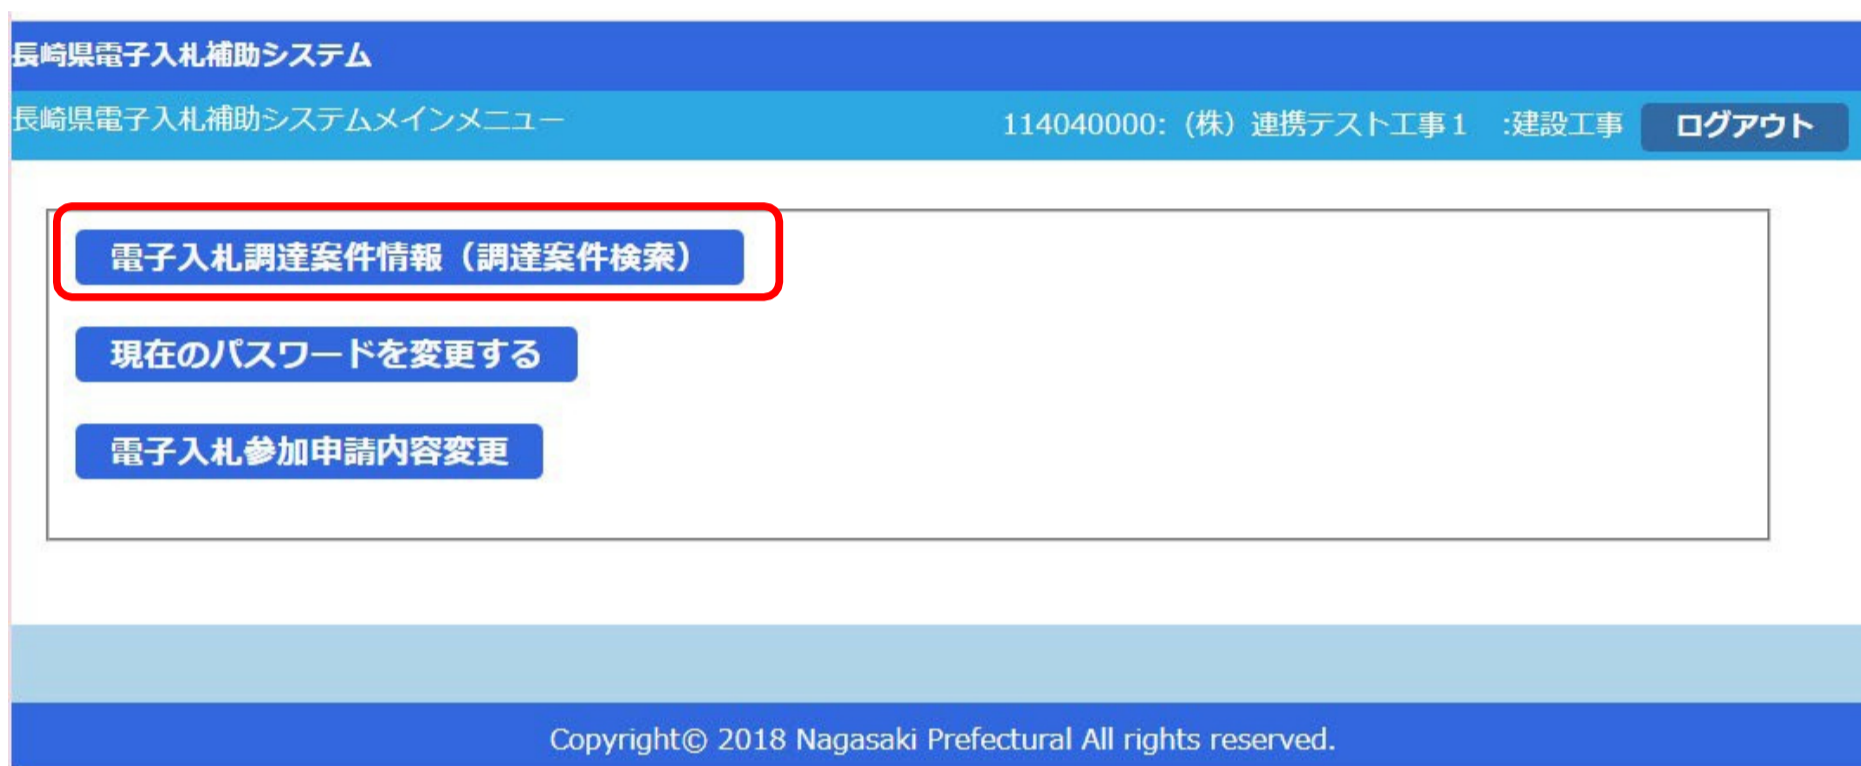 長崎県電子入札補助システム
長崎県電子入札補助システムメインメニュー 114040000:（株）連携テスト工事１ :建設工事 ログアウト
電子入札調達案件情報（調達案件検索）
現在のパスワードを変更する
電子入札参加申請内容変更
Copyright© 2018 Nagasaki Prefectural All rights reserved.